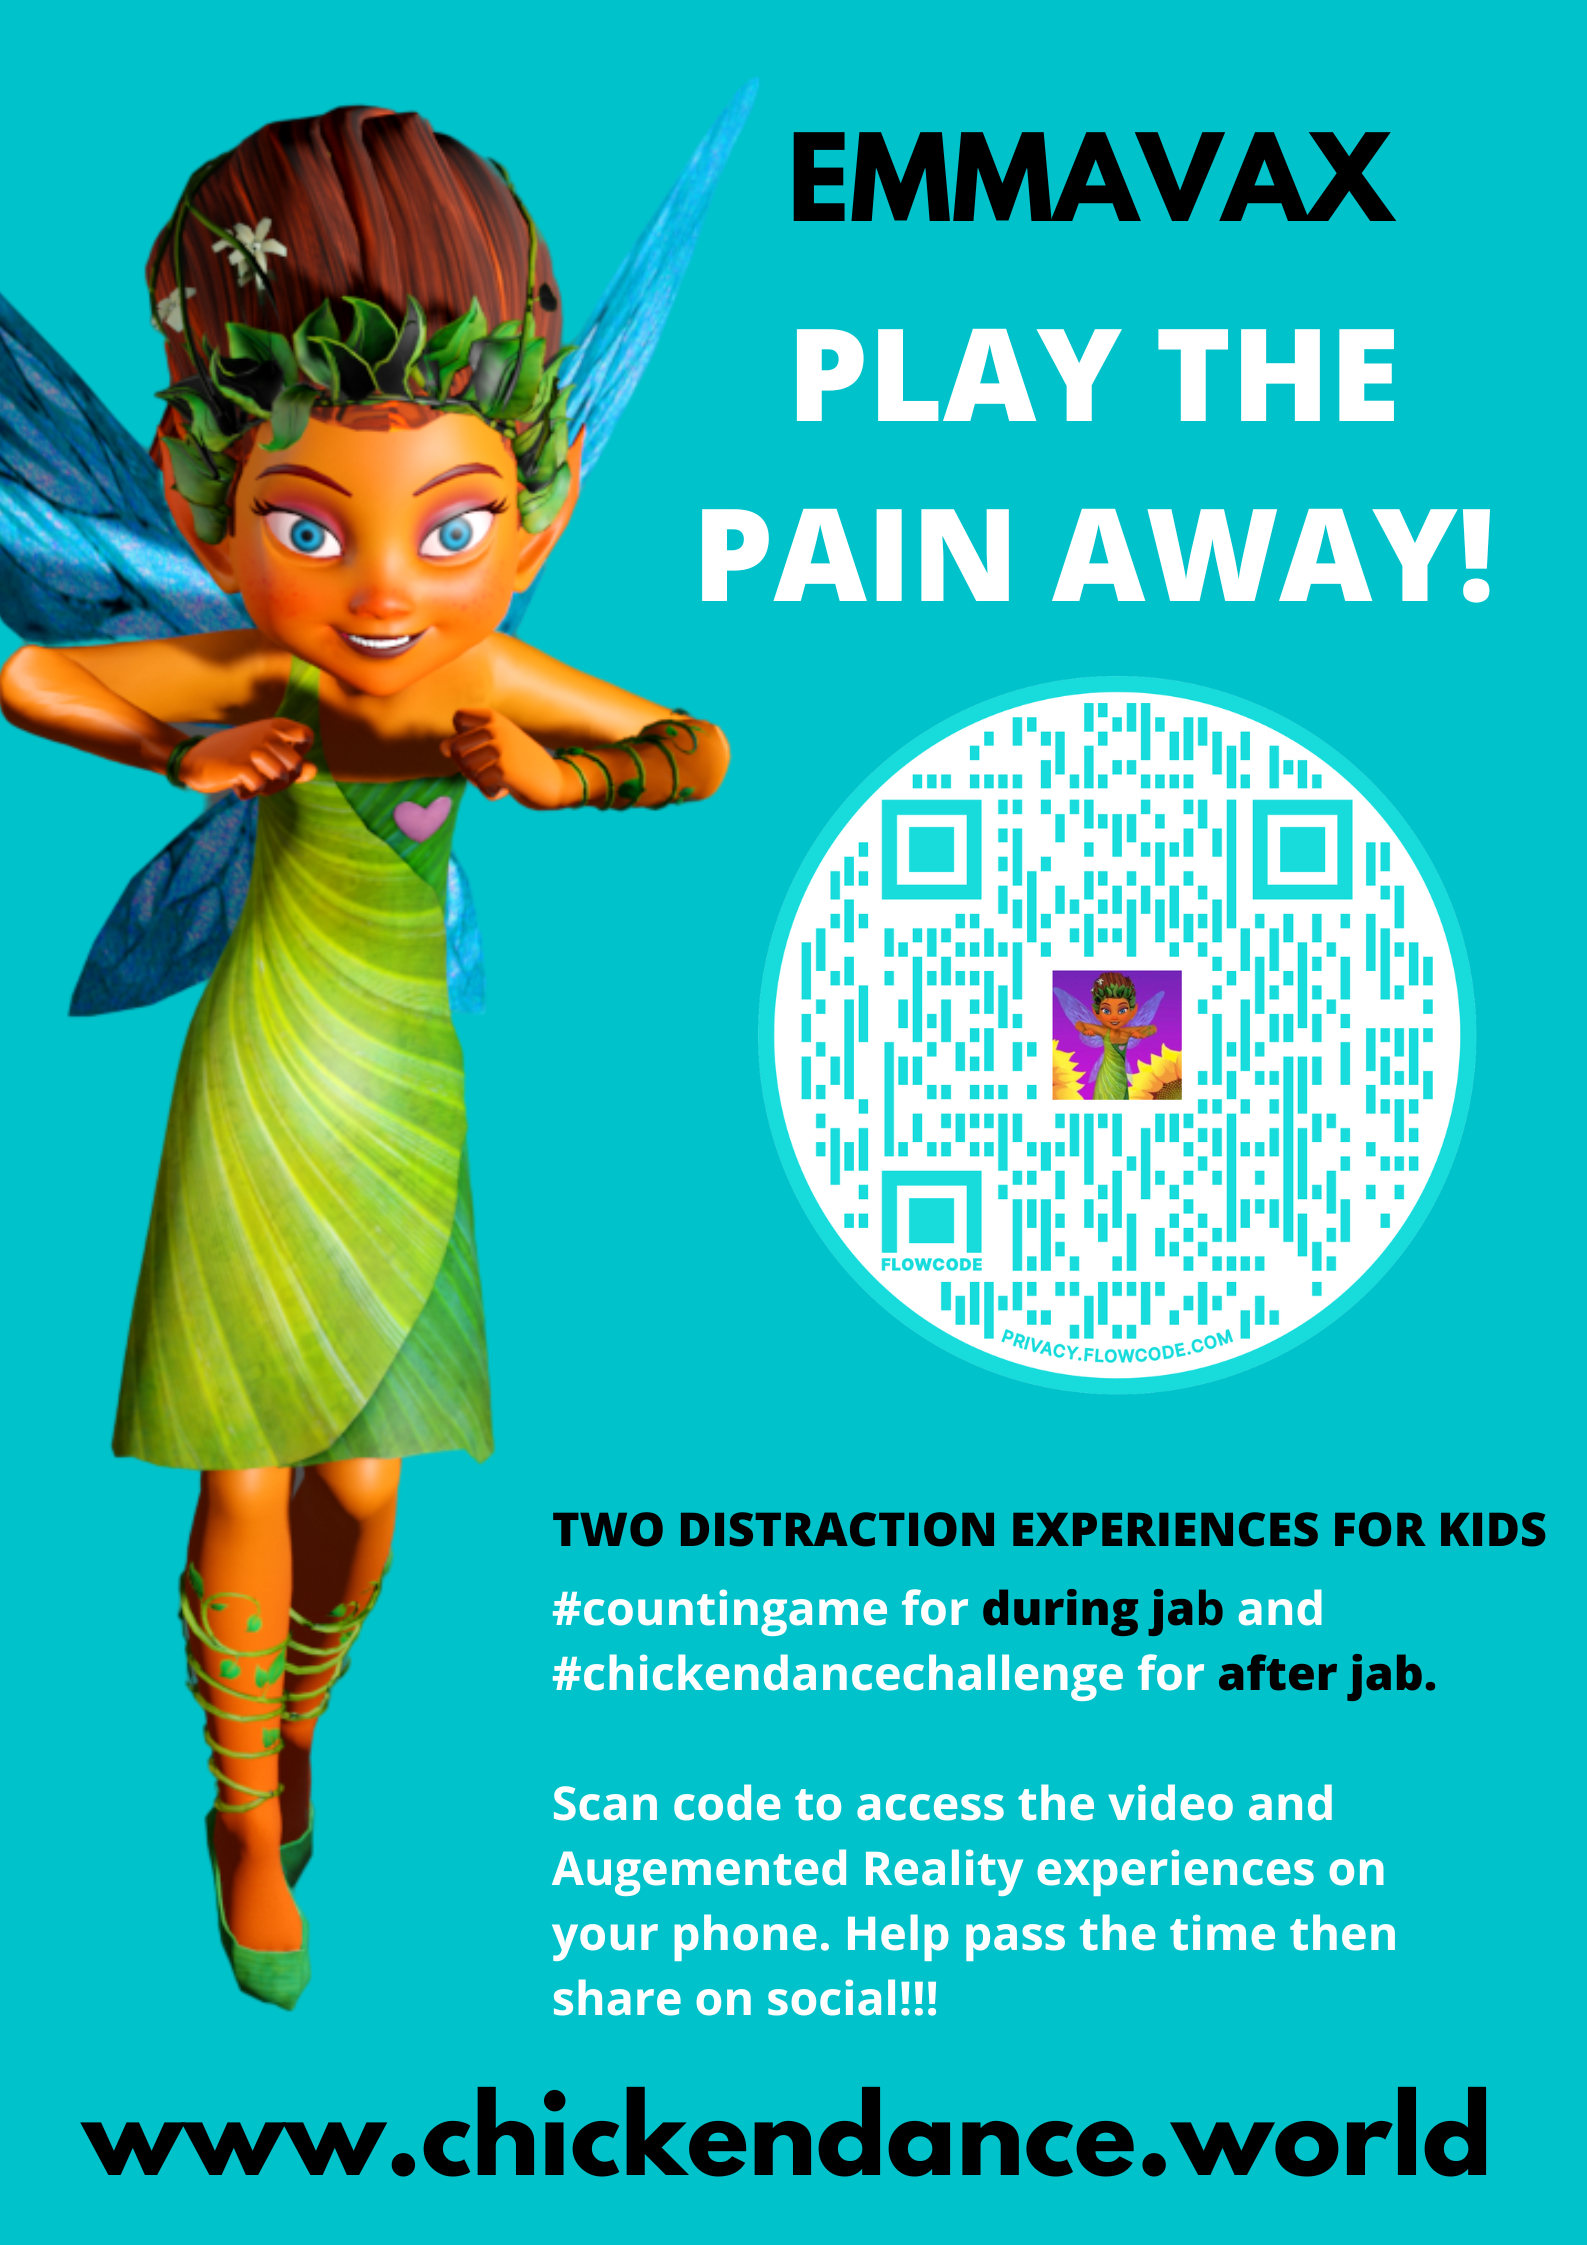 EMMAVAX
PLAY THE
PAIN AWAY!
FLOWCODE
PRIVACY.FLOWCODE.COM
TWO DISTRACTION EXPERIENCES FOR KIDS
#countingame for during jab and
#chickendancechallenge for after jab.
Scan code to access the video and
Augemented Reality experiences on
your phone. Help pass the time then
share on social!!!
www.chickendance.world